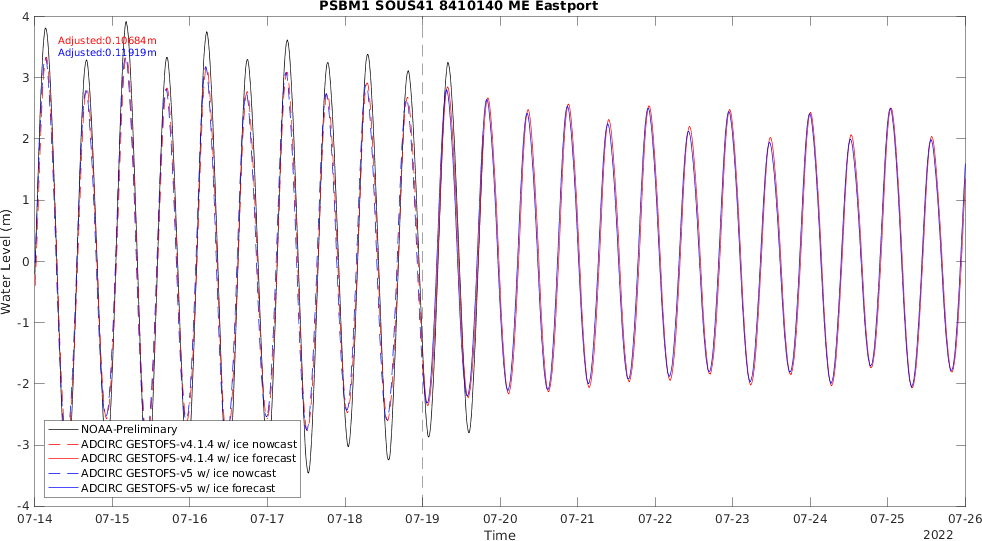 PSBM1 SOUS41 8410140 ME Eastport
Adjusted:0.10684m
Adjusted:0.11919m
4
3
2
1
0
-1
-2
-3
-4
Water Level (m)
NOAA-Preliminary
ADCIRC GESTOFS-v4.1.4 w/ ice nowcast
ADCIRC GESTOFS-v4.1.4 w/ ice forecast
ADCIRC GESTOFS-v5 w/ ice nowcast
ADCIRC GESTOFS-v5 w/ ice forecast
07-14 07-15 07-16 07-17 07-18 07-19 07-20 07-21 07-22 07-23 07-24 07-25 07-26
Time
2022